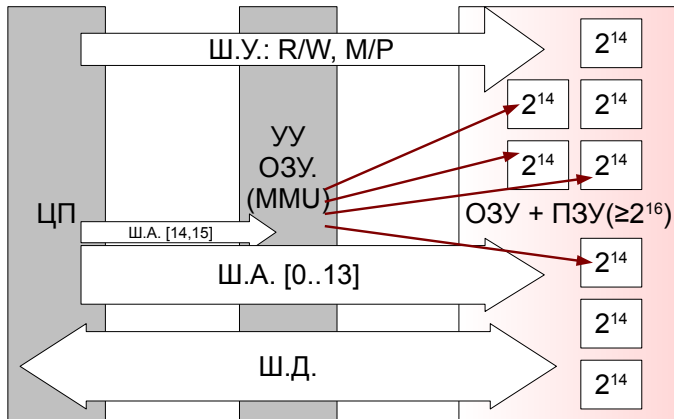 Ш.У.: R/W, M/P
2¹⁴
2¹⁴ 2¹⁴
УУ
ОЗУ.
(MMU)
2¹⁴ 2¹⁴
ЦП
ОЗУ + ПЗУ(≥2¹⁶)
Ш.А. [14,15]
2¹⁴
Ш.А. [0..13]
2¹⁴
Ш.Д.
2¹⁴